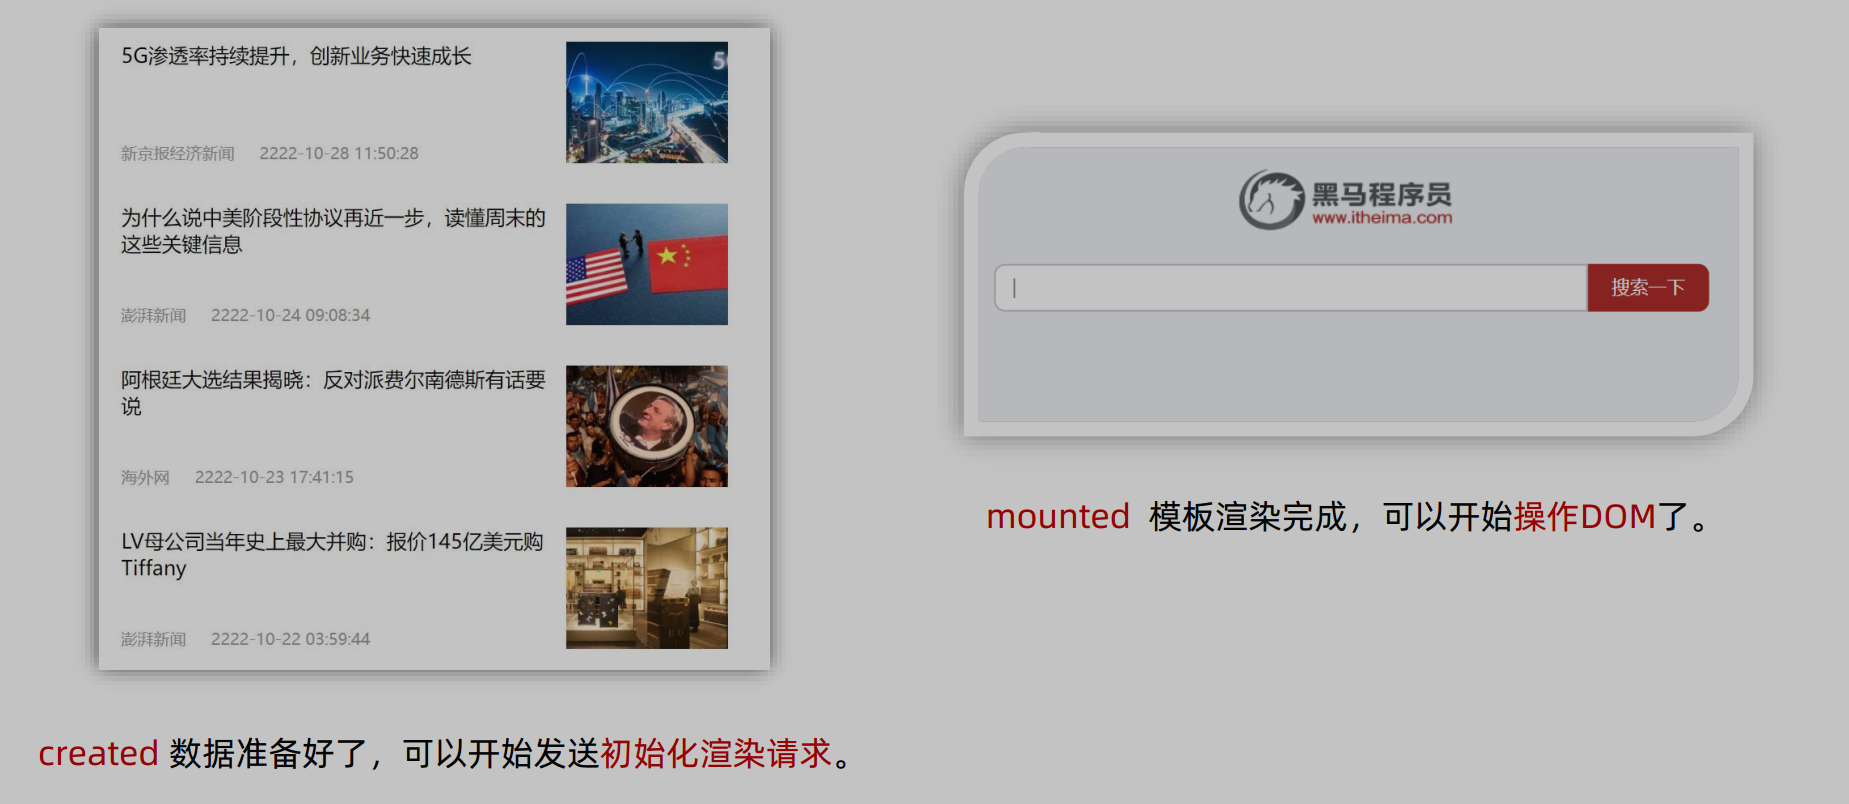 5G渗透率持续提升，创新业务快速成长
新京报经济新闻 2222-10-28 11:50:28
为什么说中美阶段性协议再近一步，读懂周末的
这些关键信息
澎湃新闻 2222-10-24 09:08:34
阿根廷大选结果揭晓：反对派费尔南德斯有话要
说
海外网 2222-10-23 17:41:15
LV母公司当年史上最大并购：报价145亿美元购
Tiffany
澎湃新闻 2222-10-22 03:59:44
created 数据准备好了，可以开始发送初始化渲染请求。
黑马程序员
www.itheima.com
搜索一下
mounted 模板渲染完成，可以开始操作DOM了。